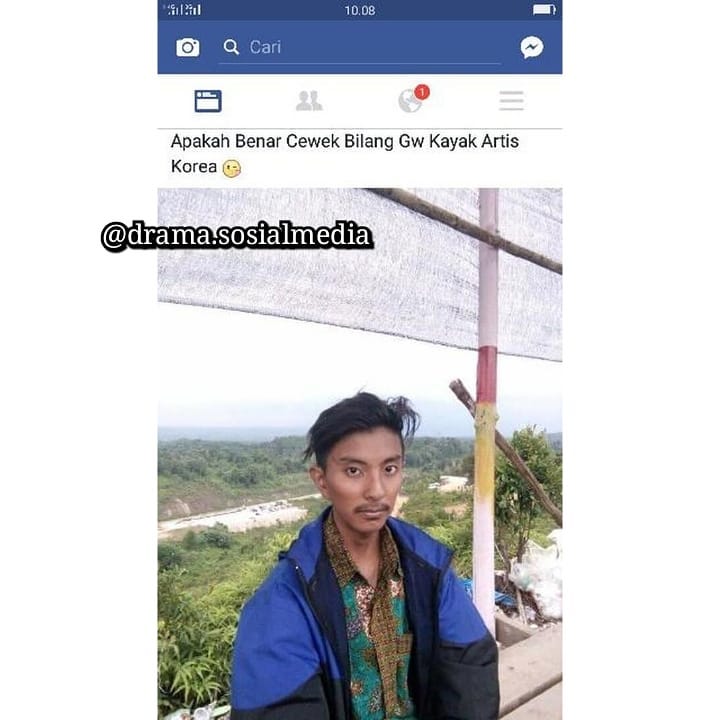 10.08
Cari
1
Apakah Benar Cewek Bilang Gw Kayak Artis
Korea 😘
@drama.sosialmedia